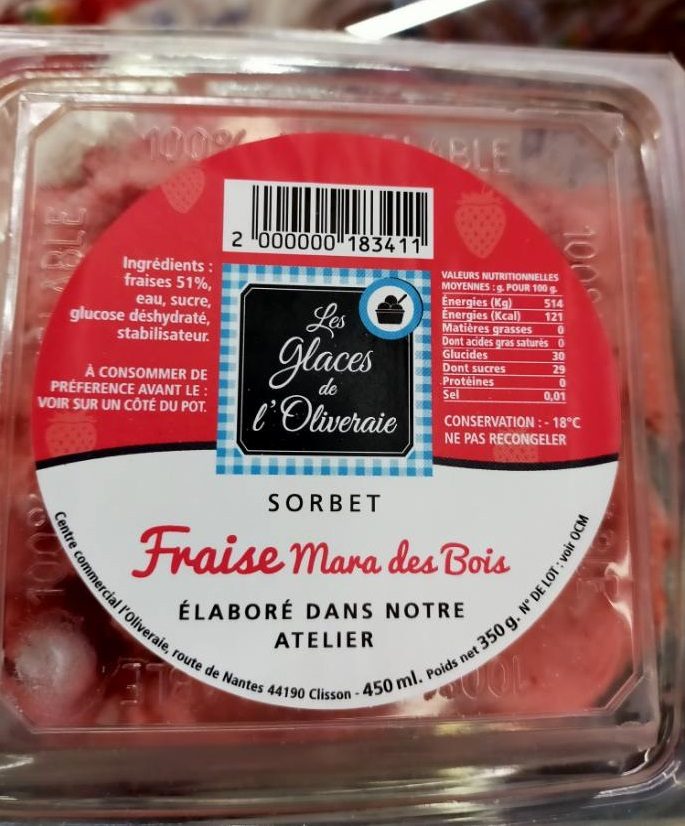 100%
ABLE
2 000000 183411
Ingrédients :
fraises 51%,
eau, sucre,
glucose déshydraté,
stabilisateur.
À CONSOMMER DE
PRÉFERENCE AVANT LE :
VOIR SUR UN CÔTÉ DU POT.
Les
Glaces
de
l'Oliveraie
VALEURS NUTRITIONNELLES
MOYENNES : g. POUR 100 g.
Énergies (Kg) 514
Énergies (Kcal) 121
Matières grasses 0
Dont acides gras saturés 0
Glucides 30
Dont sucres 29
Protéines 0
Sel 0,01
CONSERVATION : - 18°C
NE PAS RECONGELER
SORBET
Fraise Mara des Bois
ÉLABORÉ DANS NOTRE
ATELIER
Centre commercial l'Oliveraie, route de Nantes 44190 Clisson - 450 ml. Poids net 350 g. N° DE LOT : voir OCM